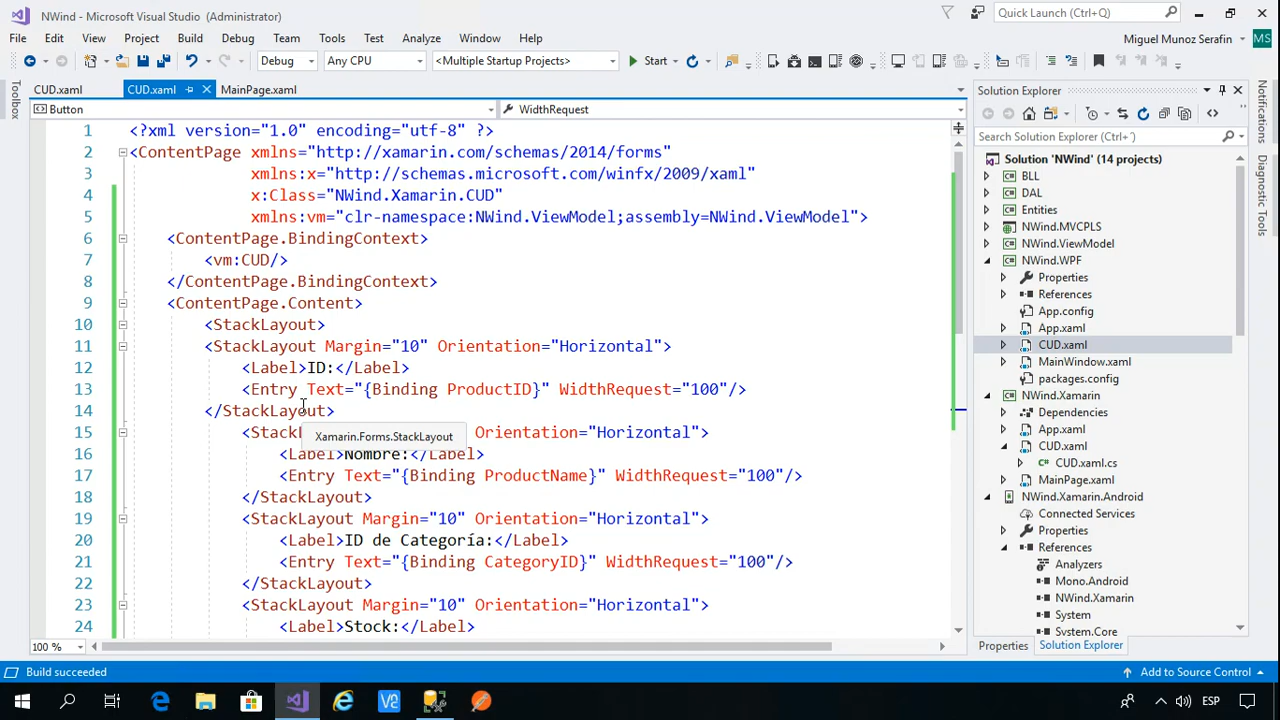 NWind - Microsoft Visual Studio (Administrator)
Quick Launch (Ctrl+Q)
File Edit View Project Build Debug Team Tools Test Analyze Window Help
Miguel Munoz Serafin MS
Debug Any CPU <Multiple Startup Projects> Start
Toolbox
CUD.xaml CUD.xaml MainPage.xaml
Button WidthRequest
1 <?xml version="1.0" encoding="utf-8" ?>
2 <ContentPage xmlns="http://xamarin.com/schemas/2014/forms"
3 xmlns:x="http://schemas.microsoft.com/winfx/2009/xaml"
4 x:Class="NWind.Xamarin.CUD"
5 xmlns:vm="clr-namespace:NWind.ViewModel;assembly=NWind.ViewModel">
6 <ContentPage.BindingContext>
7 <vm:CUD/>
8 </ContentPage.BindingContext>
9 <ContentPage.Content>
10 <StackLayout>
11 <StackLayout Margin="10" Orientation="Horizontal">
12 <Label>ID:</Label>
13 <Entry Text="{Binding ProductID}" WidthRequest="100"/>
14 </StackLayout>
Xamarin.Forms.StackLayout
15 <Stack Orientation="Horizontal">
16 <Label>Nombre:</Label>
17 <Entry Text="{Binding ProductName}" WidthRequest="100"/>
18 </StackLayout>
19 <StackLayout Margin="10" Orientation="Horizontal">
20 <Label>ID de Categoría:</Label>
21 <Entry Text="{Binding CategoryID}" WidthRequest="100"/>
22 </StackLayout>
23 <StackLayout Margin="10" Orientation="Horizontal">
24 <Label>Stock:</Label>
100 %
Solution Explorer
Search Solution Explorer (Ctrl+´)
Solution 'NWind' (14 projects)
BLL
DAL
Entities
NWind.MVCPLS
NWind.ViewModel
NWind.WPF
Properties
References
App.config
App.xaml
CUD.xaml
MainWindow.xaml
packages.config
NWind.Xamarin
Dependencies
App.xaml
CUD.xaml
CUD.xaml.cs
MainPage.xaml
NWind.Xamarin.Android
Connected Services
Properties
References
Analyzers
Mono.Android
NWind.Xamarin
System
System.Core
Properties Solution Explorer
Notifications
Diagnostic Tools
Build succeeded
Add to Source Control
ESP